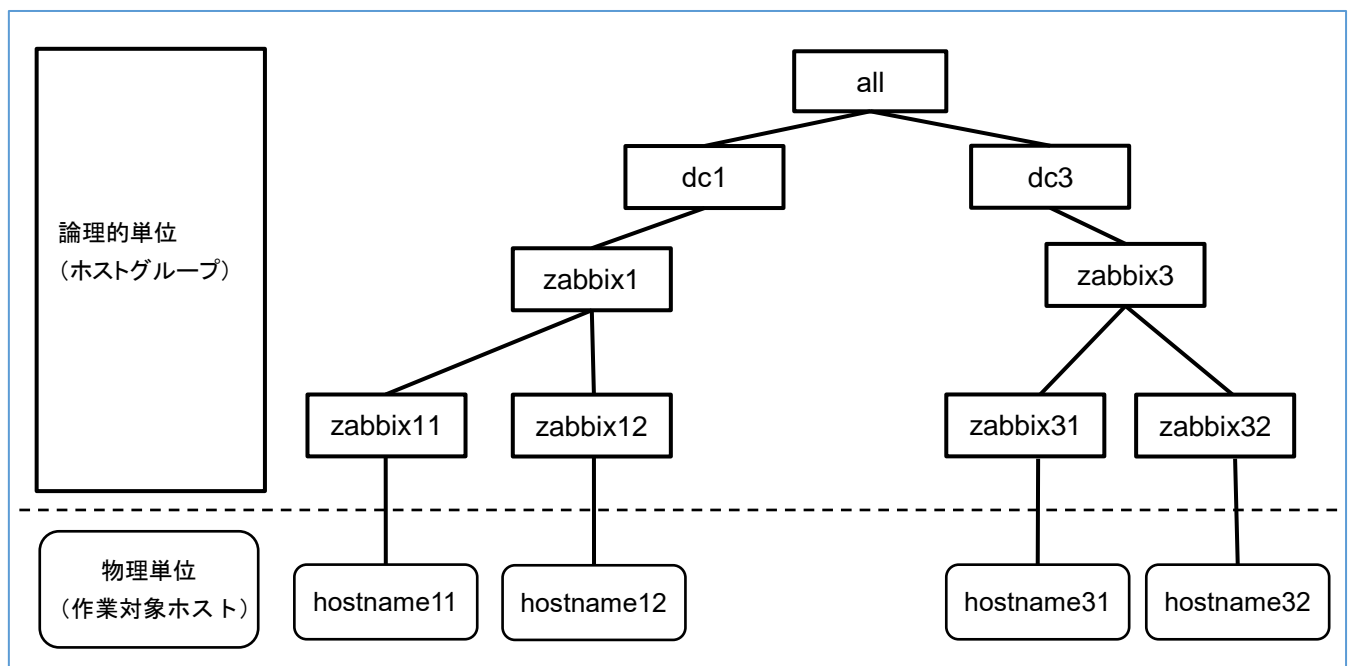 all
dc1
dc3
論理的単位
（ホストグループ）
zabbix1
zabbix3
zabbix11
zabbix12
zabbix31
zabbix32
物理単位
（作業対象ホスト）
hostname11
hostname12
hostname31
hostname32